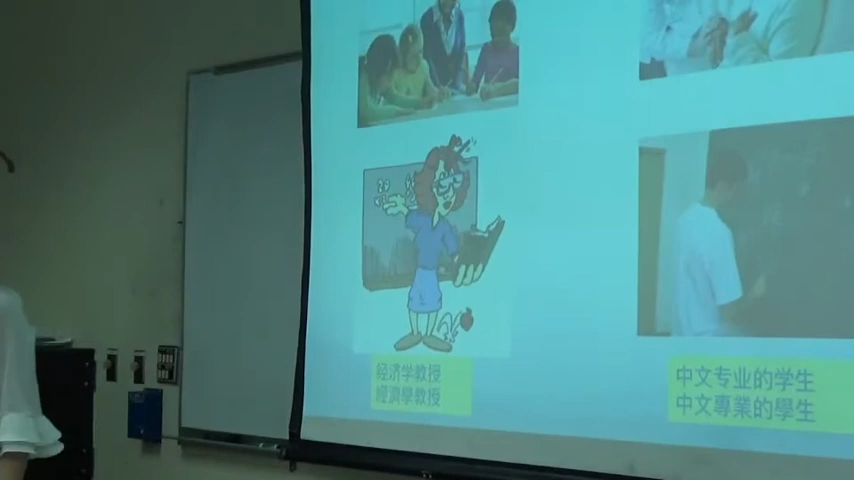 经济学教授
經濟學教授
中文专业的学生
中文專業的學生